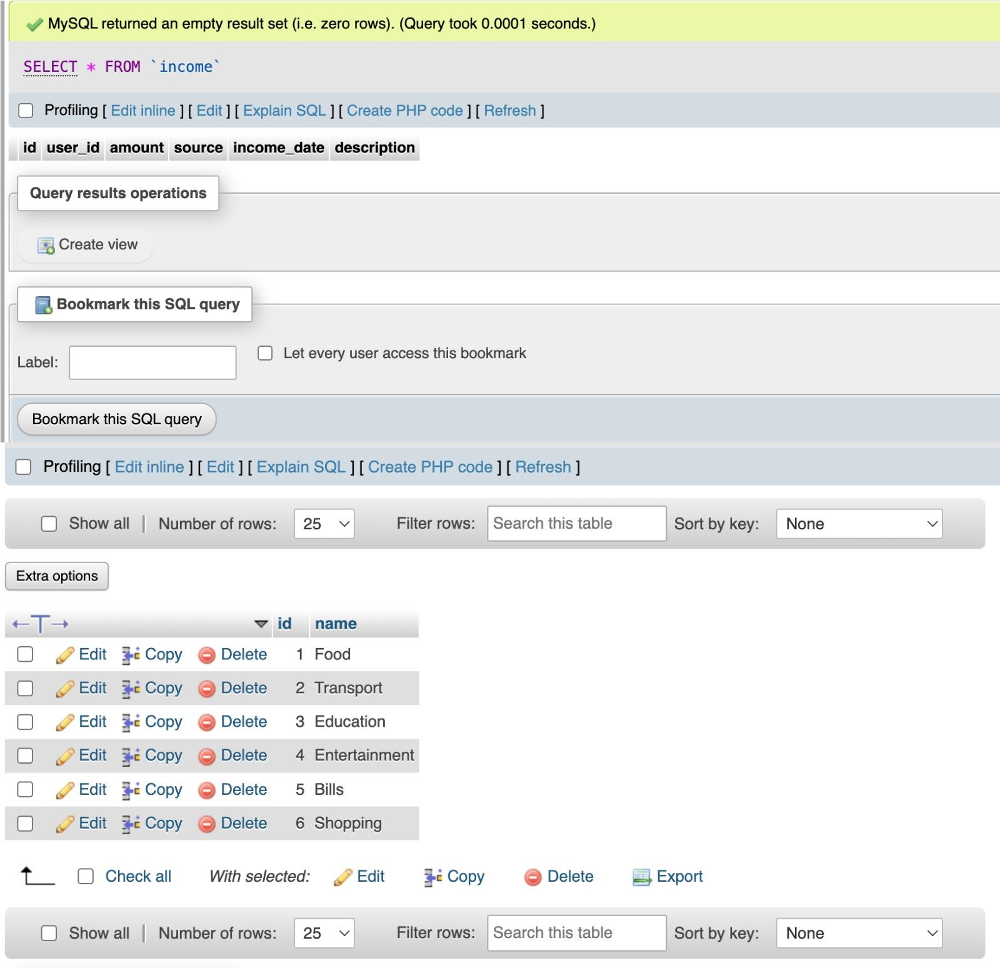 MySQL returned an empty result set (i.e. zero rows). (Query took 0.0001 seconds.)
SELECT * FROM `income`
Profiling [ Edit inline ] [ Edit ] [ Explain SQL ] [ Create PHP code ] [ Refresh ]
id user_id amount source income_date description
Query results operations
Create view
Bookmark this SQL query
Let every user access this bookmark
Label:
Bookmark this SQL query
Profiling [ Edit inline ] [ Edit ] [ Explain SQL ] [ Create PHP code ] [ Refresh ]
Show all | Number of rows: 25 Filter rows: Search this table Sort by key: None
Extra options
←T→ id name
Edit Copy Delete 1 Food
Edit Copy Delete 2 Transport
Edit Copy Delete 3 Education
Edit Copy Delete 4 Entertainment
Edit Copy Delete 5 Bills
Edit Copy Delete 6 Shopping
Check all With selected: Edit Copy Delete Export
Show all | Number of rows: 25 Filter rows: Search this table Sort by key: None